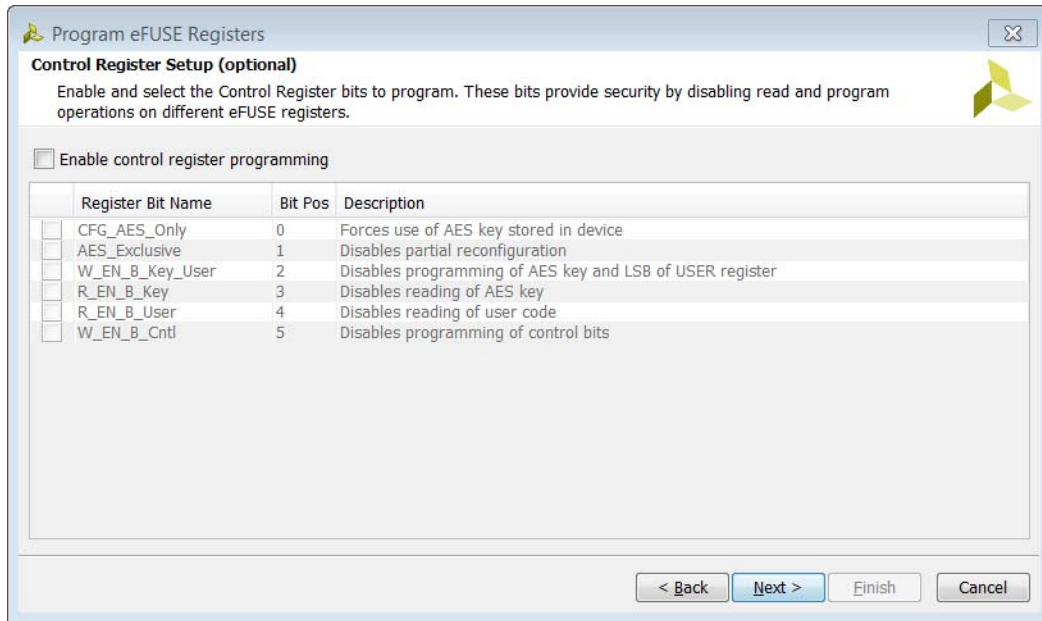 Program eFUSE Registers
Control Register Setup (optional)
Enable and select the Control Register bits to program. These bits provide security by disabling read and program
operations on different eFUSE registers.
Enable control register programming
Register Bit Name Bit Pos Description
CFG_AES_Only 0 Forces use of AES key stored in device
AES_Exclusive 1 Disables partial reconfiguration
W_EN_B_Key_User 2 Disables programming of AES key and LSB of USER register
R_EN_B_Key 3 Disables reading of AES key
R_EN_B_User 4 Disables reading of user code
W_EN_B_Cntl 5 Disables programming of control bits
< Back Next > Finish Cancel